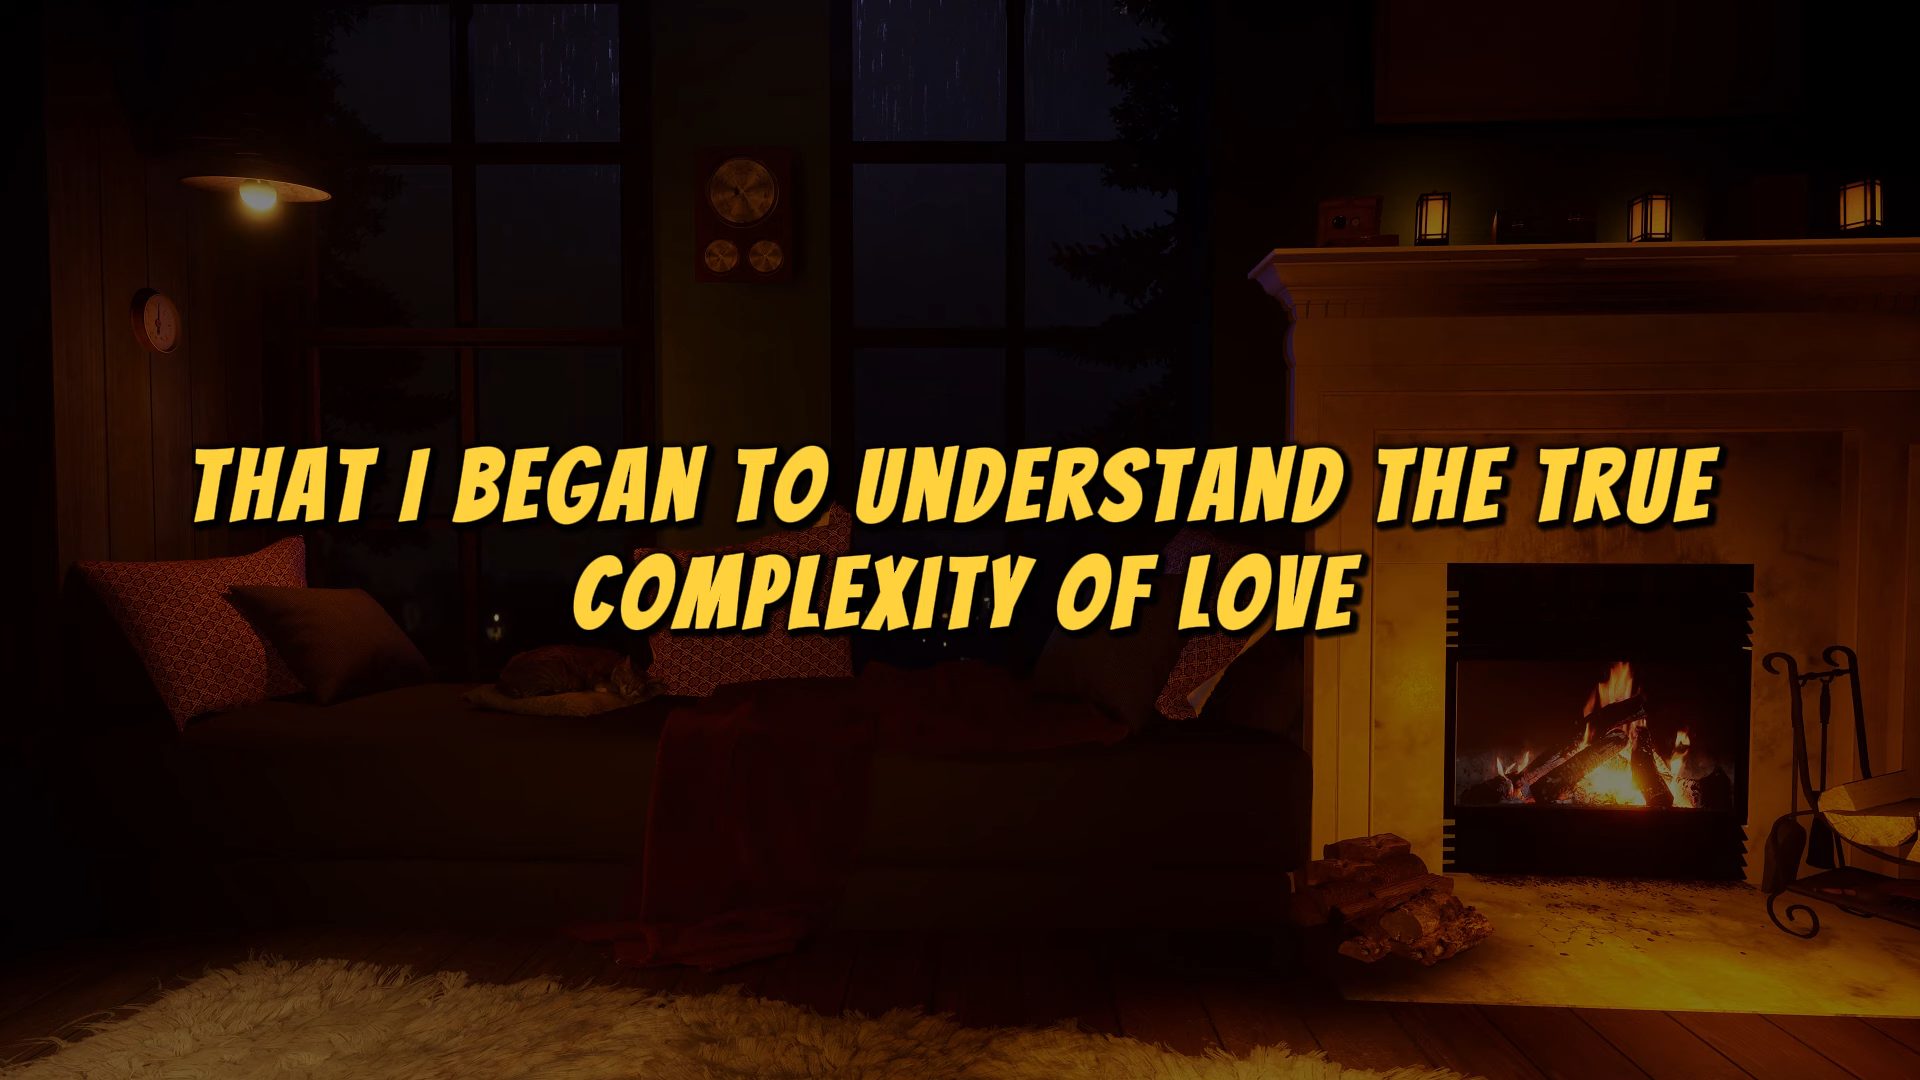 THAT I BEGAN TO UNDERSTAND THE TRUE
COMPLEXITY OF LOVE